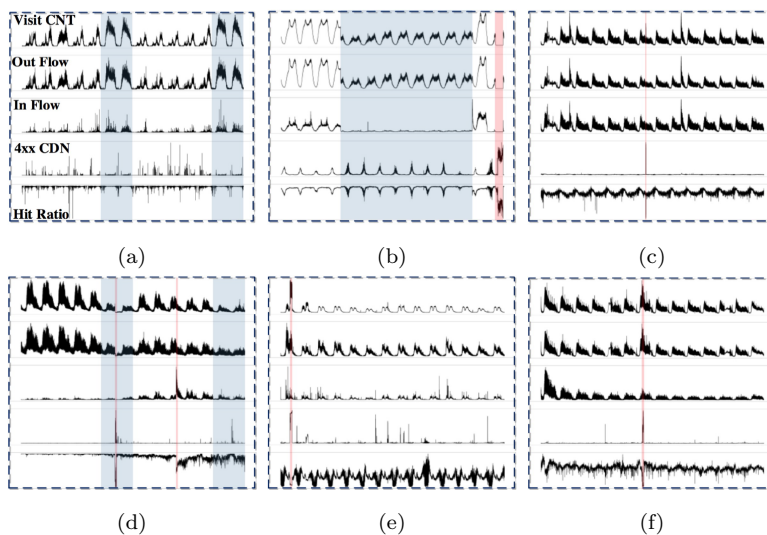 Visit CNT
Out Flow
In Flow
4xx CDN
Hit Ratio
(a)
(b)
(c)
(d)
(e)
(f)